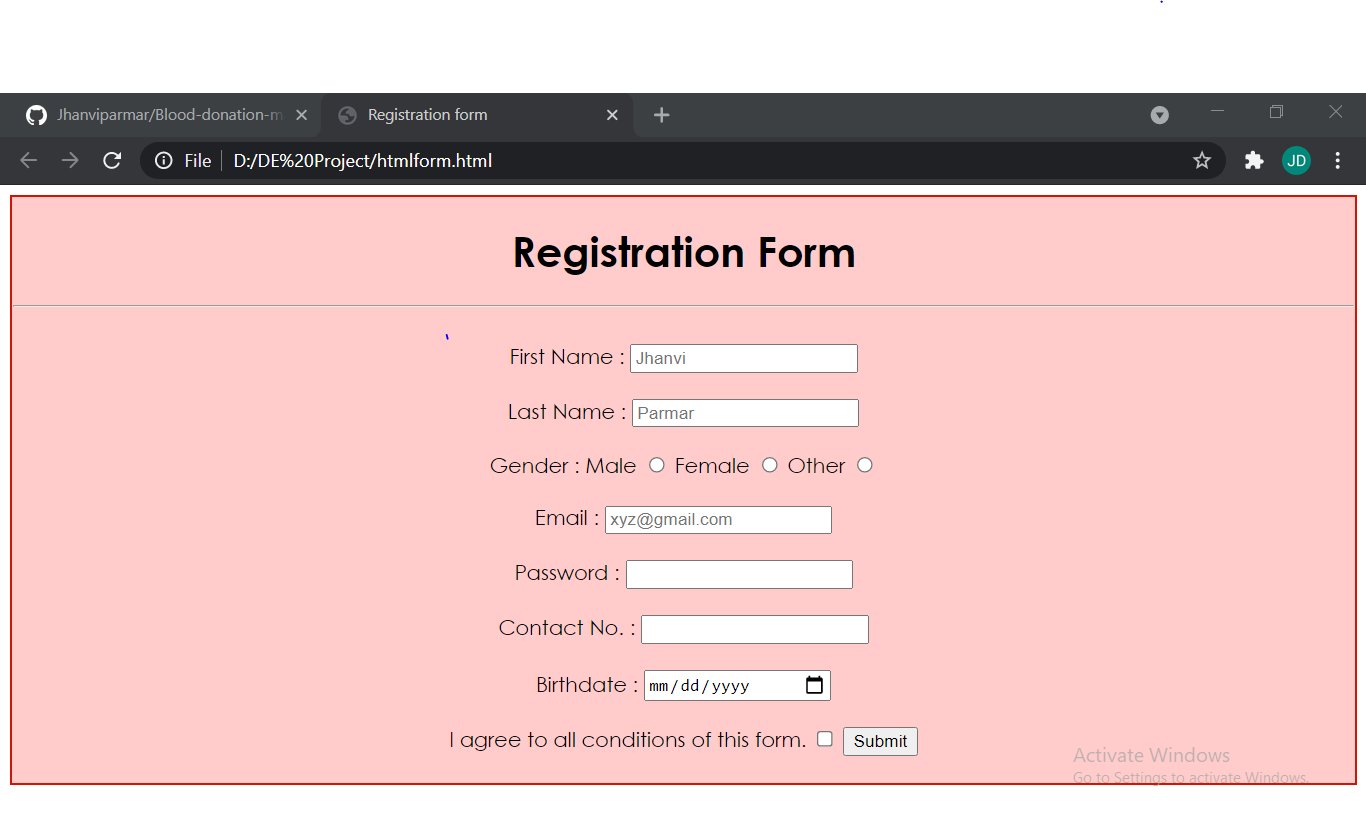 Jhanviparmar/Blood-donation-m
Registration form
File D:/DE%20Project/htmlform.html
JD
Registration Form
First Name : Jhanvi
Last Name : Parmar
Gender : Male Female Other
Email : xyz@gmail.com
Password :
Contact No. :
Birthdate : mm/dd/yyyy
I agree to all conditions of this form. Submit
Activate Windows
Go to Settings to activate Windows.